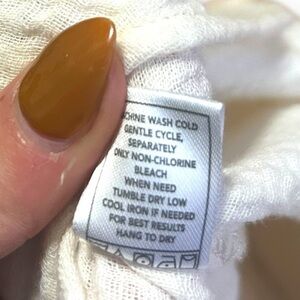 CHINE WASH COLD
GENTLE CYCLE,
SEPARATELY
ONLY NON-CHLORINE
BLEACH
WHEN NEED
TUMBLE DRY LOW
COOL IRON IF NEEDED
FOR BEST RESULTS
HANG TO DRY